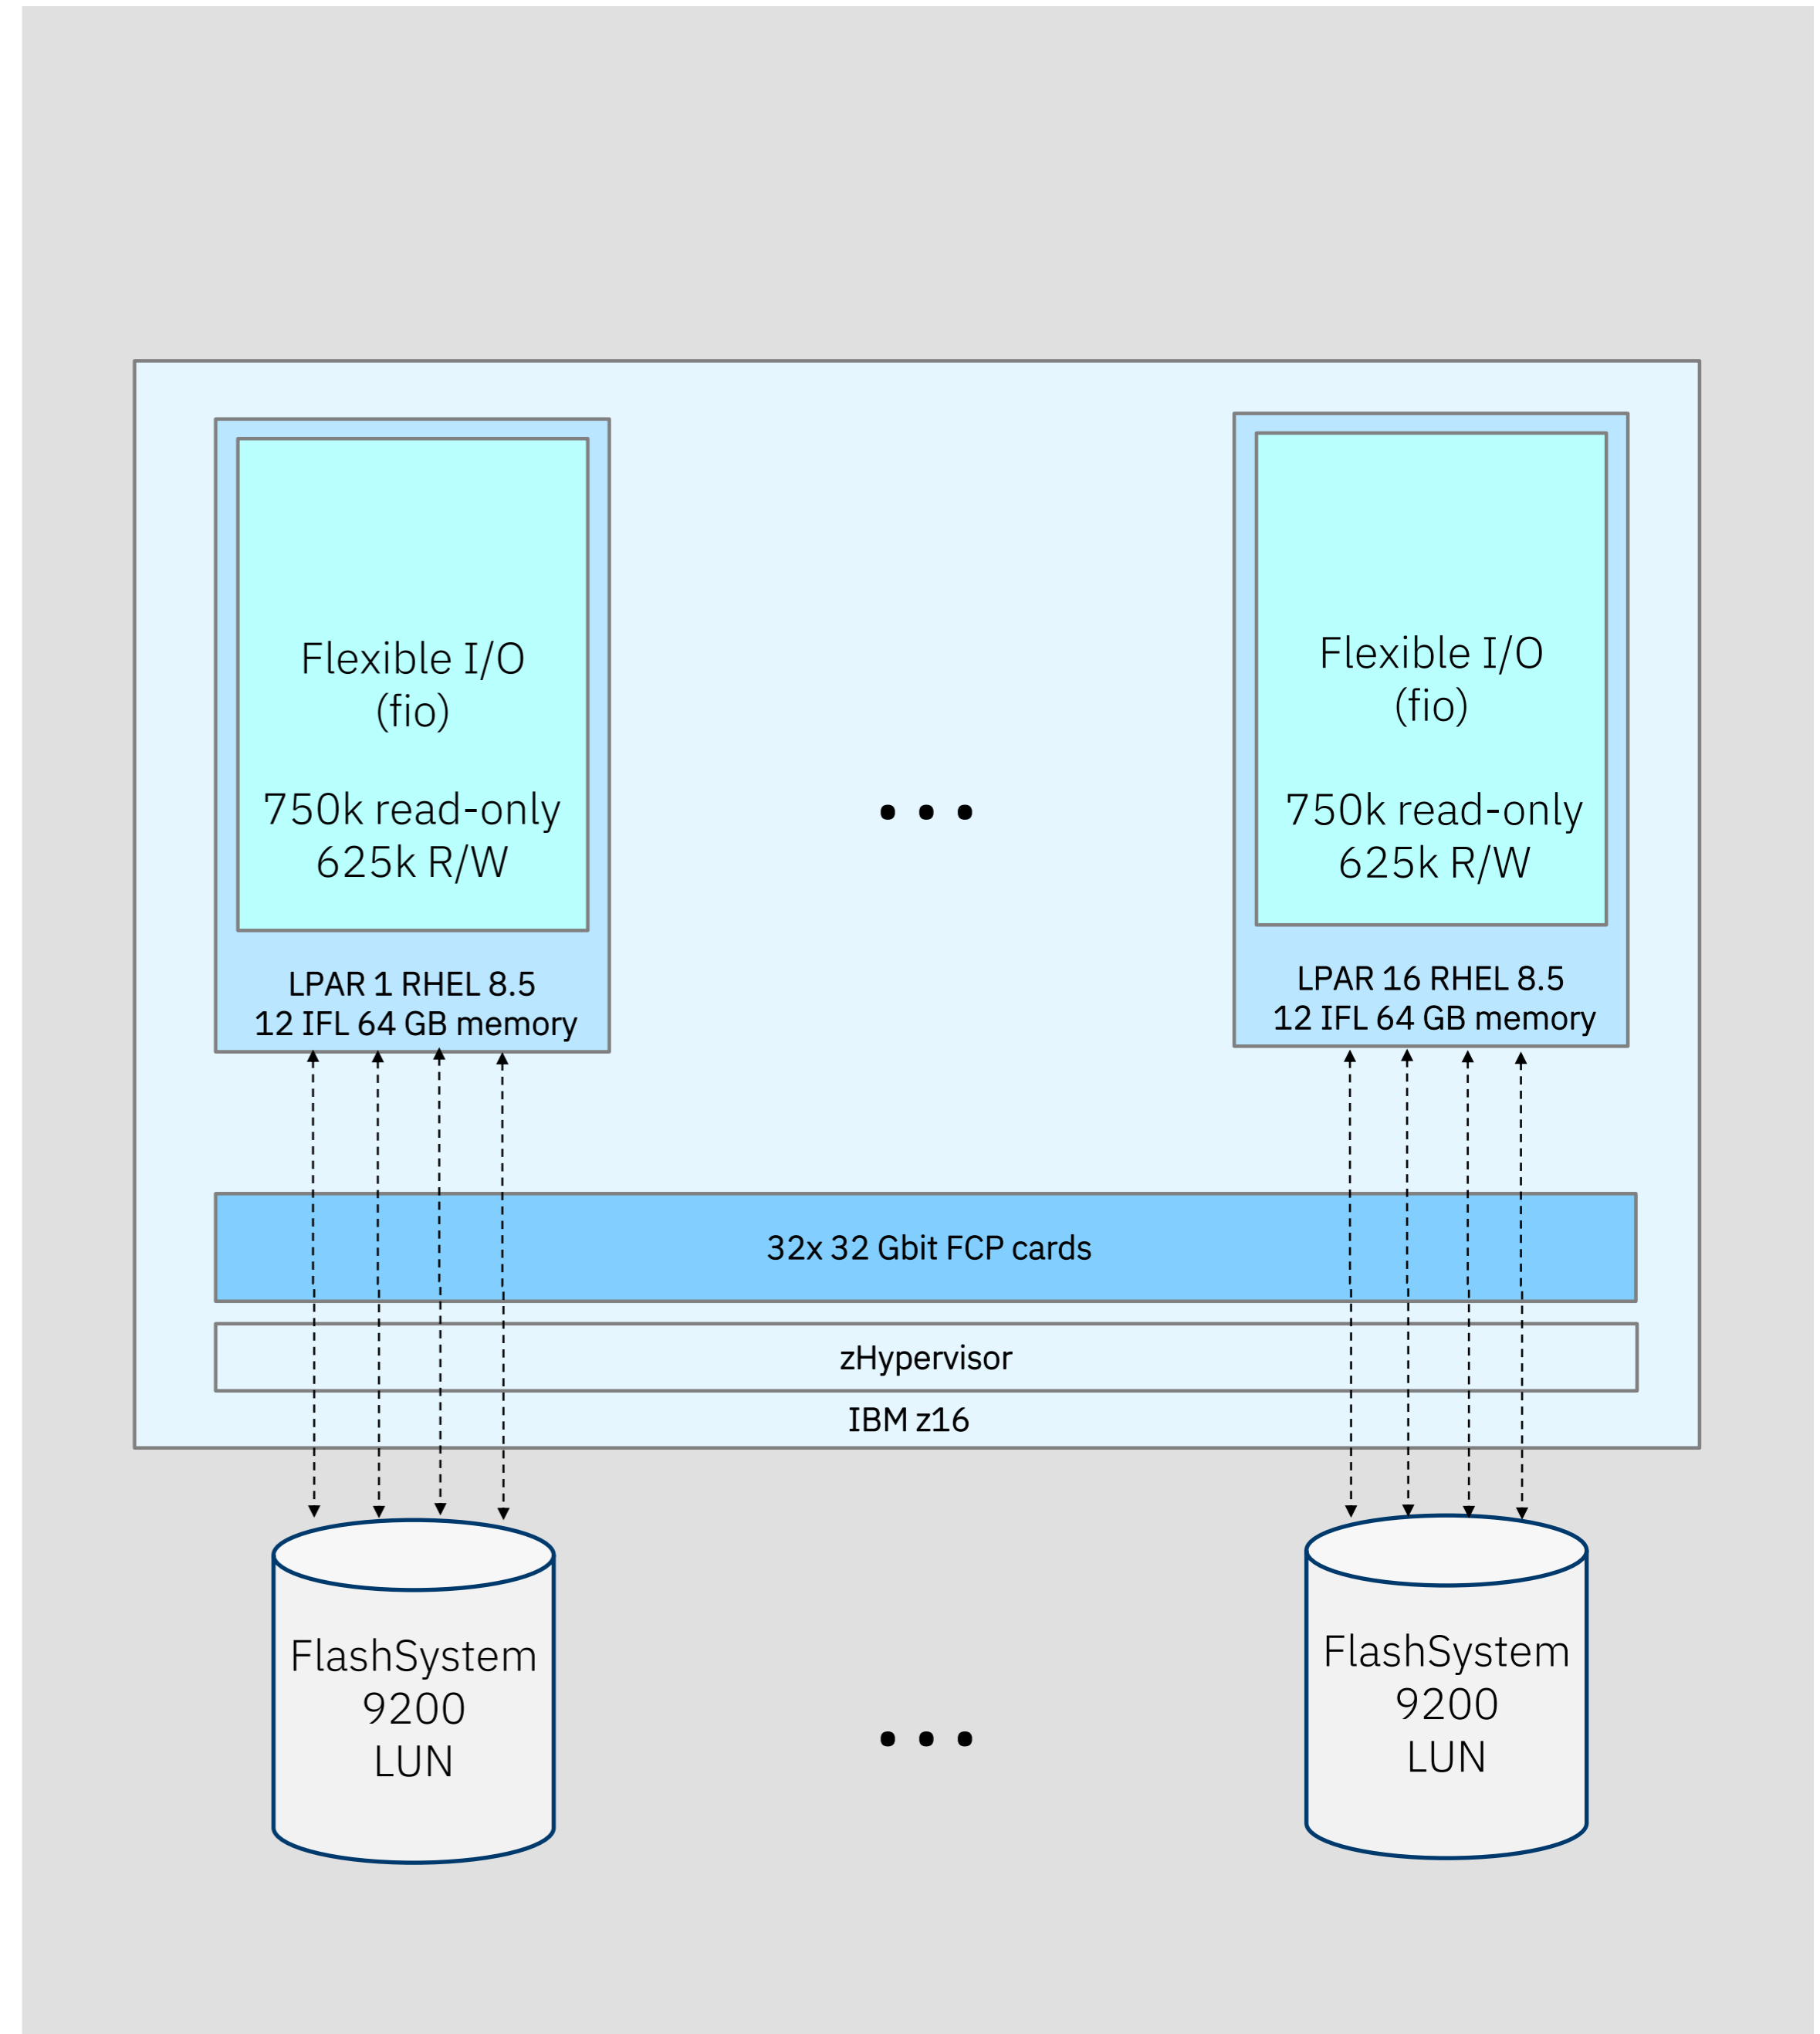 Flexible I/O
(fio)
750k read-only
625k R/W
LPAR 1 RHEL 8.5
12 IFL 64 GB memory
...
Flexible I/O
(fio)
750k read-only
625k R/W
LPAR 16 RHEL 8.5
12 IFL 64 GB memory
32x 32 Gbit FCP cards
zHypervisor
IBM z16
FlashSystem
9200
LUN
...
FlashSystem
9200
LUN